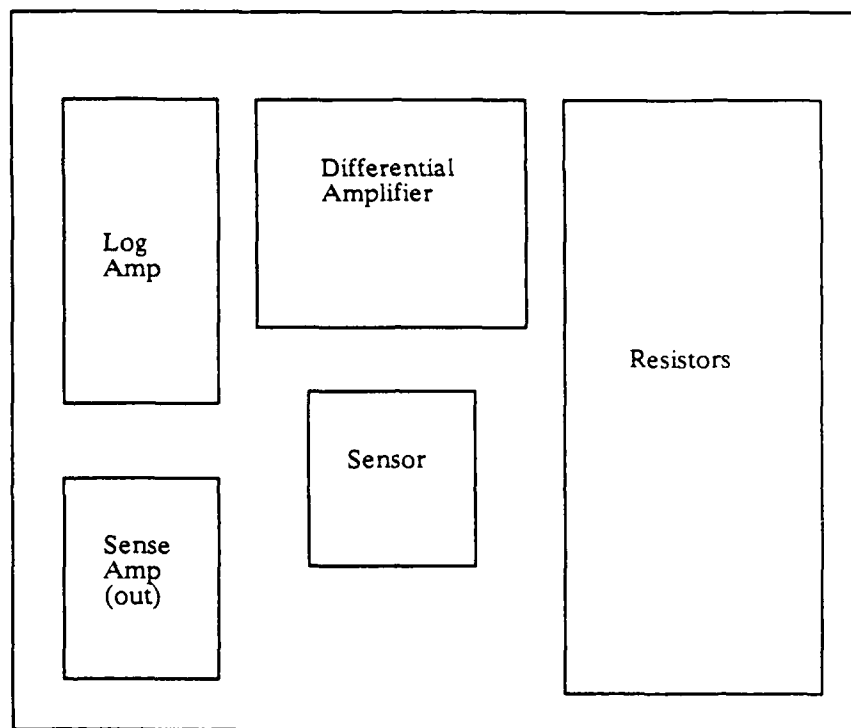 Log
Amp
Differential
Amplifier
Resistors
Sensor
Sense
Amp
(out)